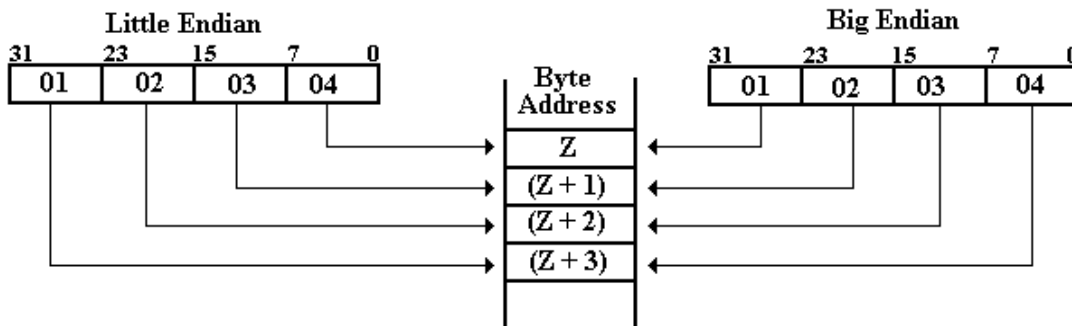 Little Endian
31 23 15 7 0
01 02 03 04
Byte
Address
Z
(Z + 1)
(Z + 2)
(Z + 3)
Big Endian
31 23 15 7 0
01 02 03 04